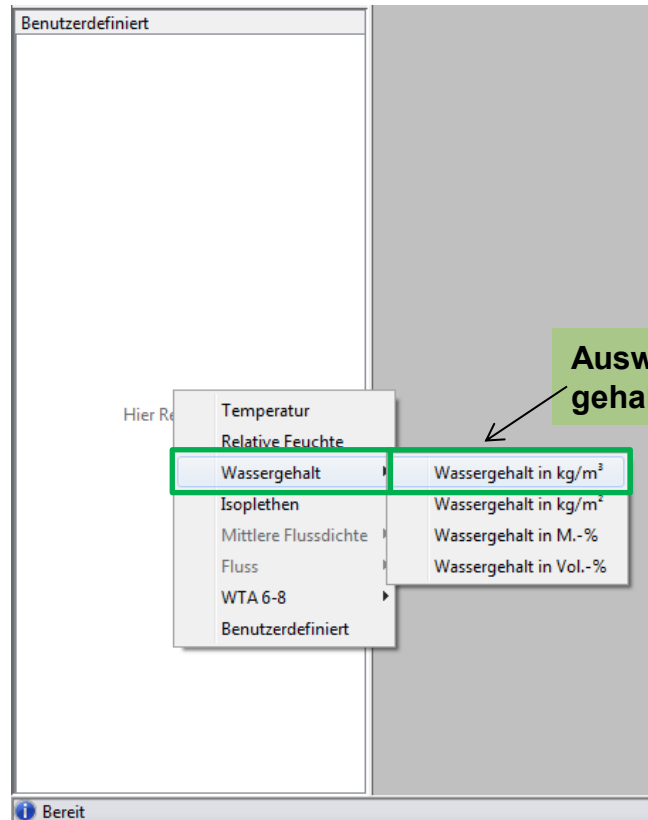 Benutzerdefiniert
Hier Re
Temperatur
Relative Feuchte
Wassergehalt
Isoplethen
Mittlere Flussdichte
Fluss
WTA 6-8
Benutzerdefiniert
Wassergehalt in kg/m³
Wassergehalt in kg/m²
Wassergehalt in M.-%
Wassergehalt in Vol.-%
Ausw
geha
Bereit